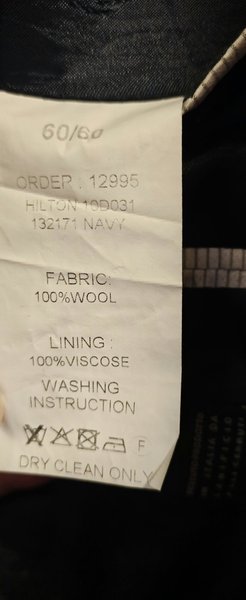 60/60
ORDER : 12995
HILTON 10D031
132171 NAVY
FABRIC:
100%WOOL
LINING :
100%VISCOSE
WASHING
INSTRUCTION
F
DRY CLEAN ONLY